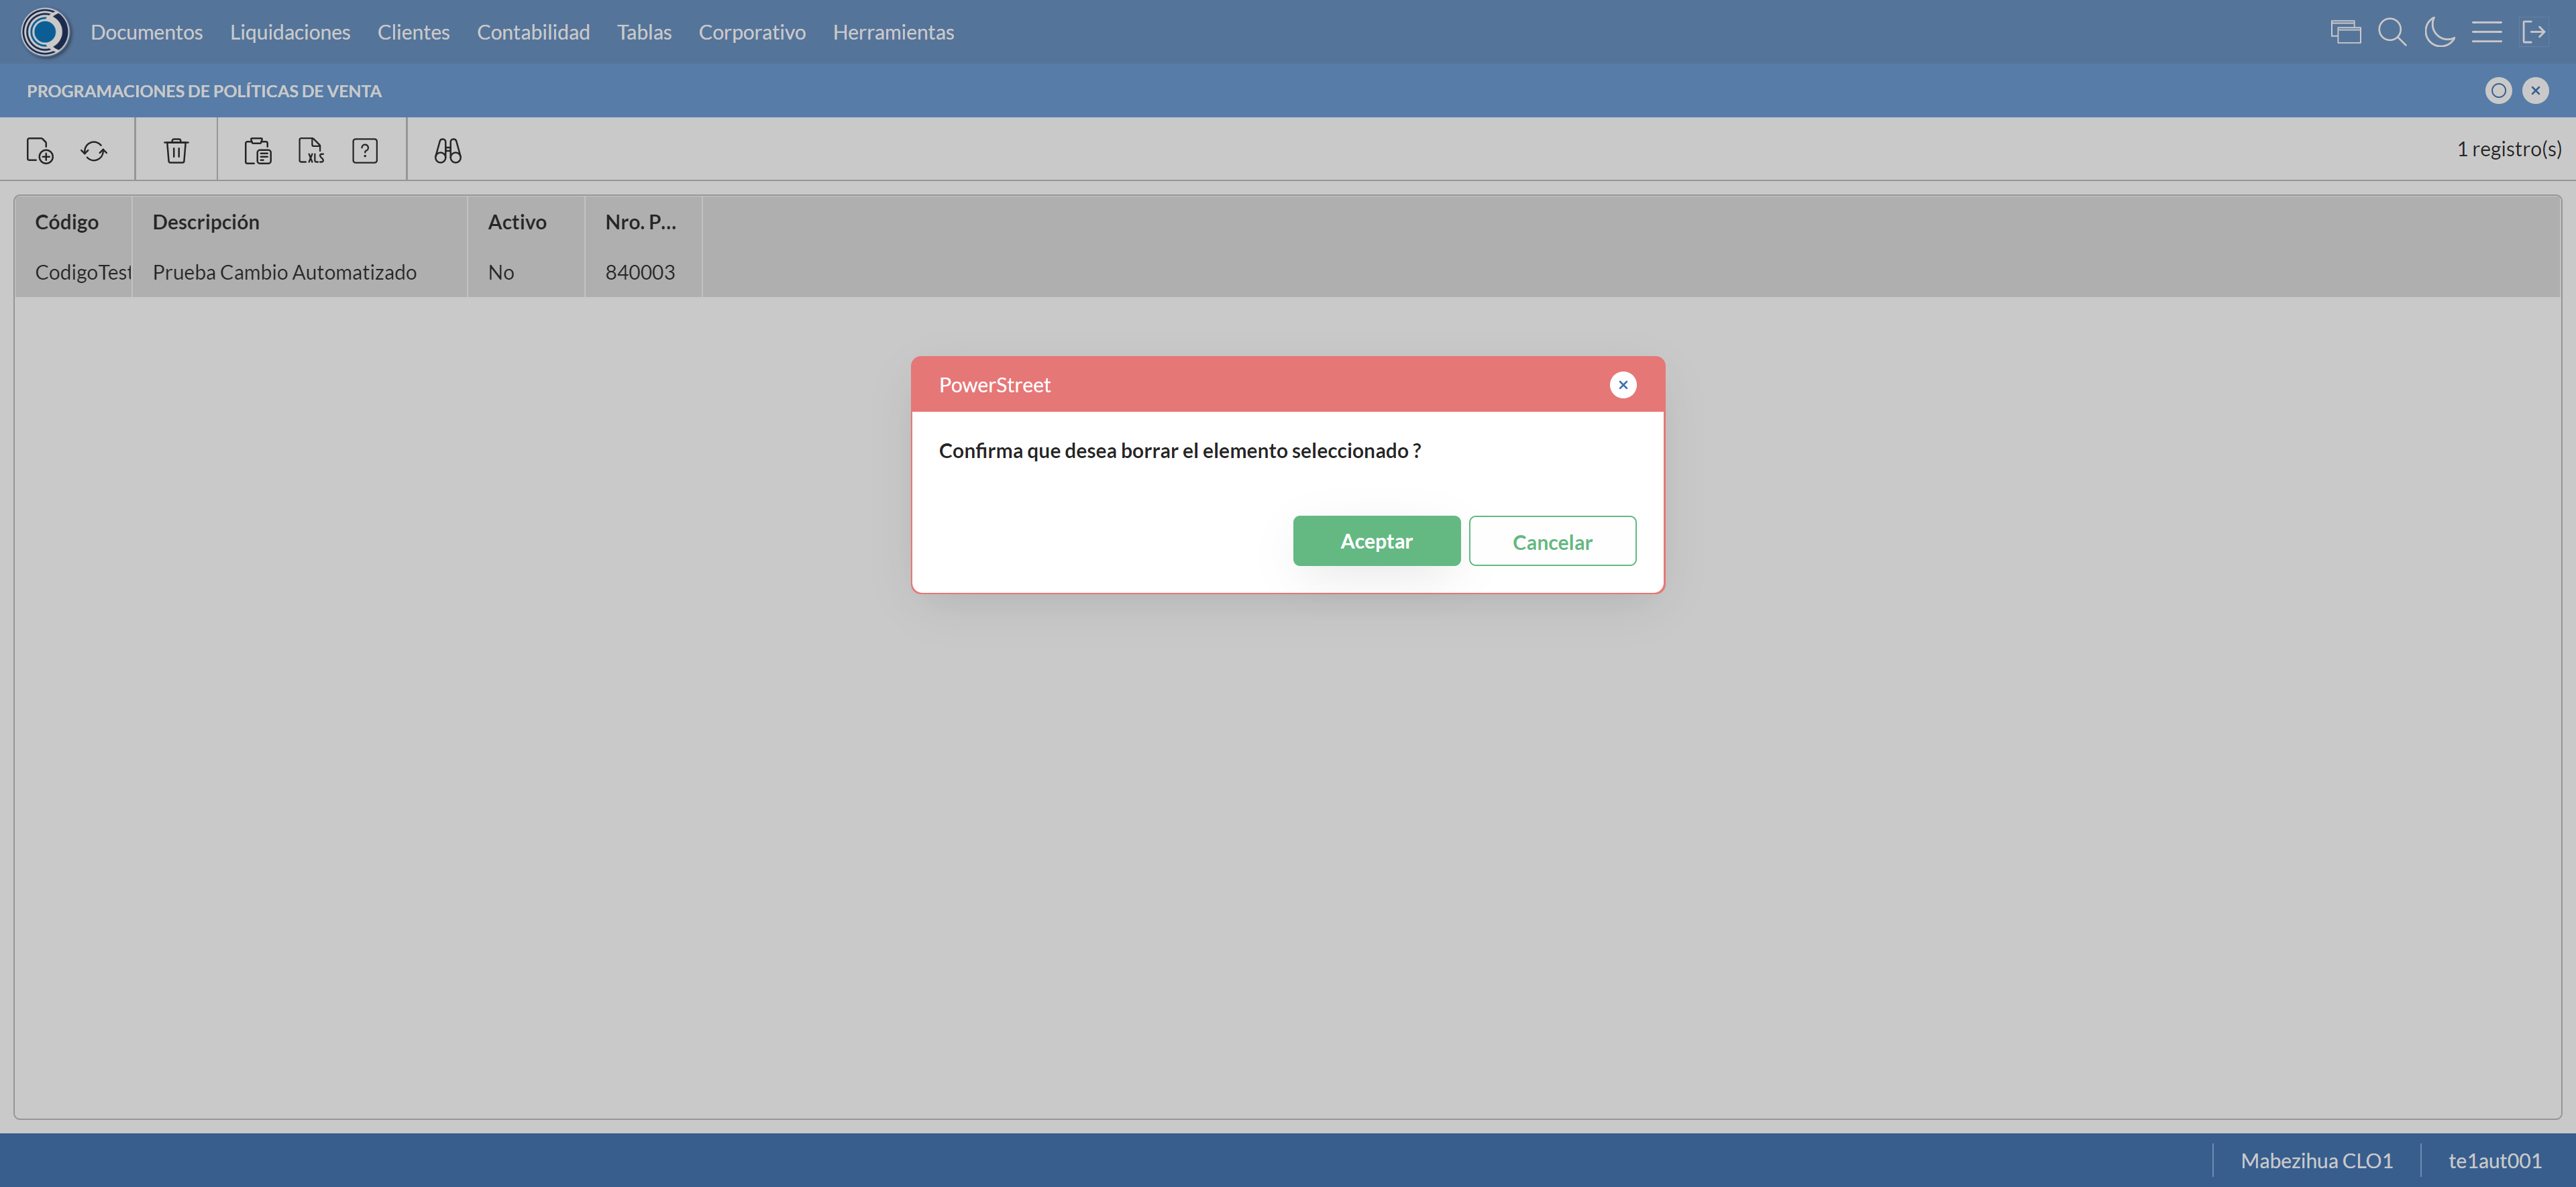 Documentos Liquidaciones Clientes Contabilidad Tablas Corporativo Herramientas
PROGRAMACIONES DE POLÍTICAS DE VENTA
XLS ? 1 registro(s)
Código Descripción Activo Nro. P...
CodigoTest Prueba Cambio Automatizado No 840003
PowerStreet
Confirma que desea borrar el elemento seleccionado ?
Aceptar Cancelar
Mabezihua CLO1 te1aut001